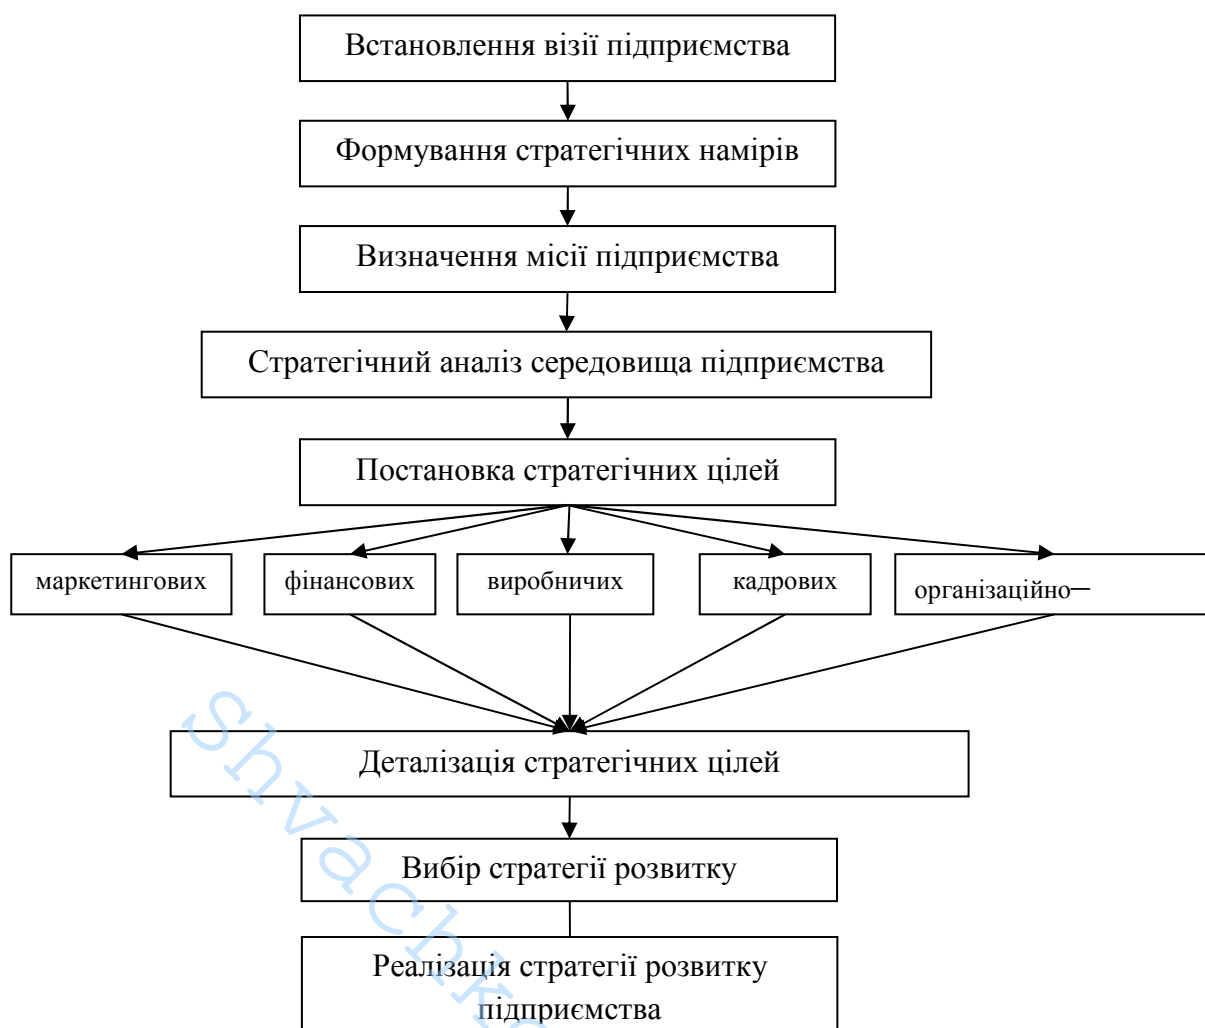 Встановлення візії підприємства
Формування стратегічних намірів
Визначення місії підприємства
Стратегічний аналіз середовища підприємства
Постановка стратегічних цілей
маркетингових
фінансових
виробничих
кадрових
організаційно—
Деталізація стратегічних цілей
Вибір стратегії розвитку
Реалізація стратегії розвитку
підприємства